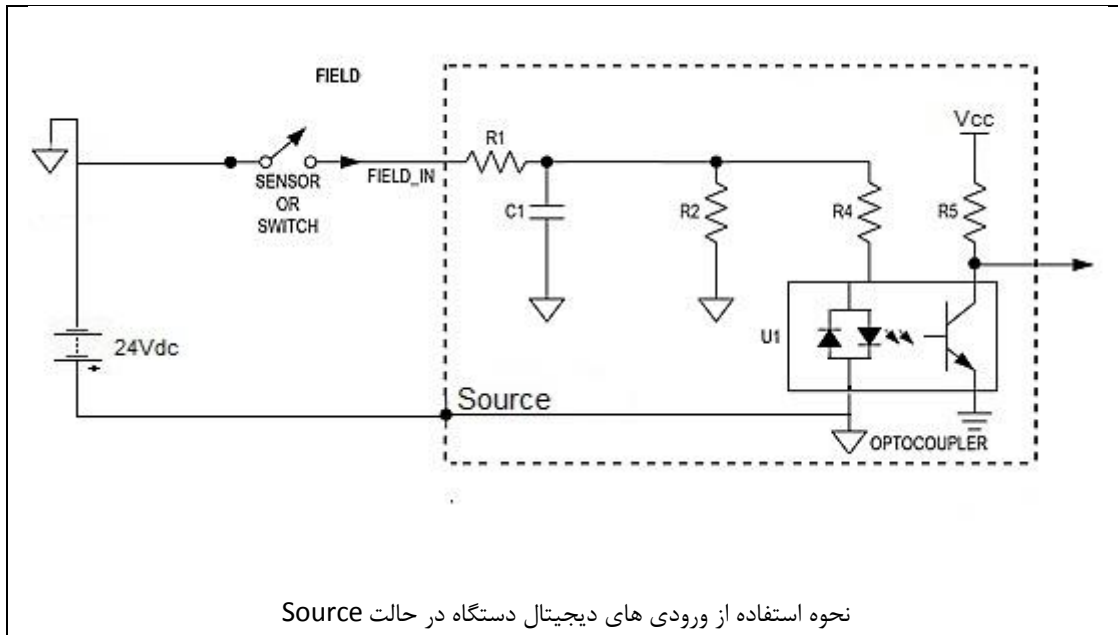 FIELD
Vcc
R1
SENSOR
OR
SWITCH
FIELD_IN
C1
R2
R4
R5
24Vdc
+
U1
Source
OPTOCOUPLER
نحوه استفاده از ورودی های دیجیتال دستگاه در حالت Source